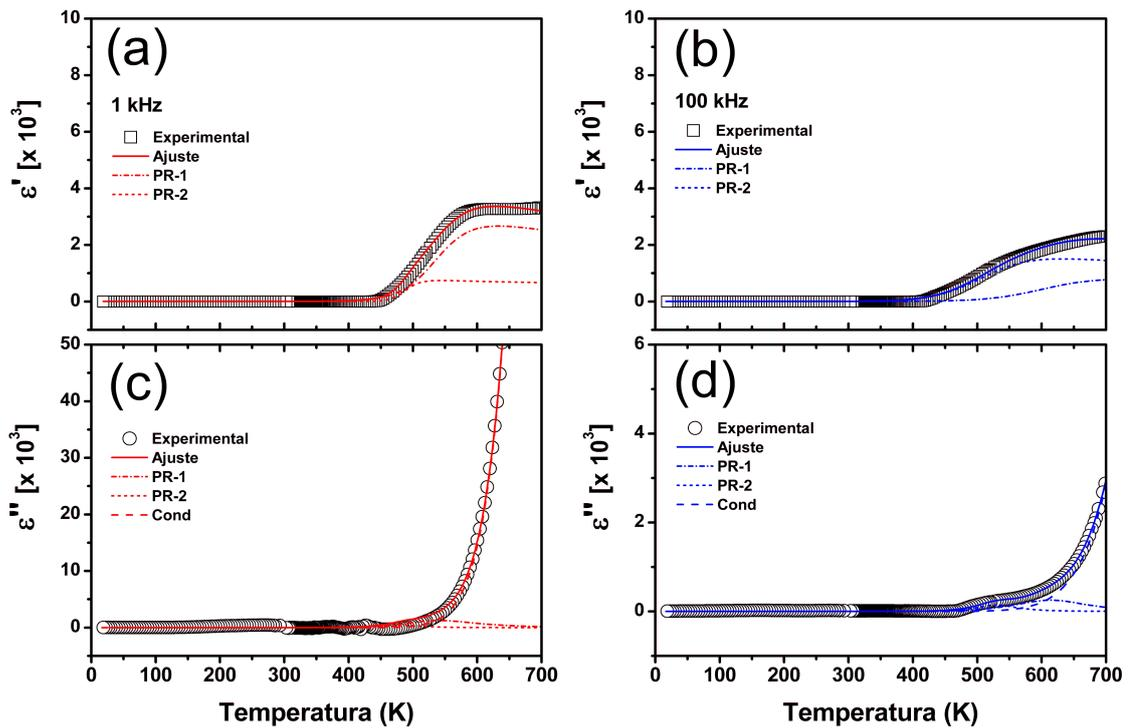 (a)
1 kHz
Experimental
Ajuste
PR-1
PR-2
ε' [x 10³]
10
8
6
4
2
0
(b)
100 kHz
Experimental
Ajuste
PR-1
PR-2
ε' [x 10³]
10
8
6
4
2
0
(c)
Experimental
Ajuste
PR-1
PR-2
Cond
ε'' [x 10³]
50
40
30
20
10
0
0 100 200 300 400 500 600 700
Temperatura (K)
(d)
Experimental
Ajuste
PR-1
PR-2
Cond
ε'' [x 10³]
6
4
2
0
0 100 200 300 400 500 600 700
Temperatura (K)